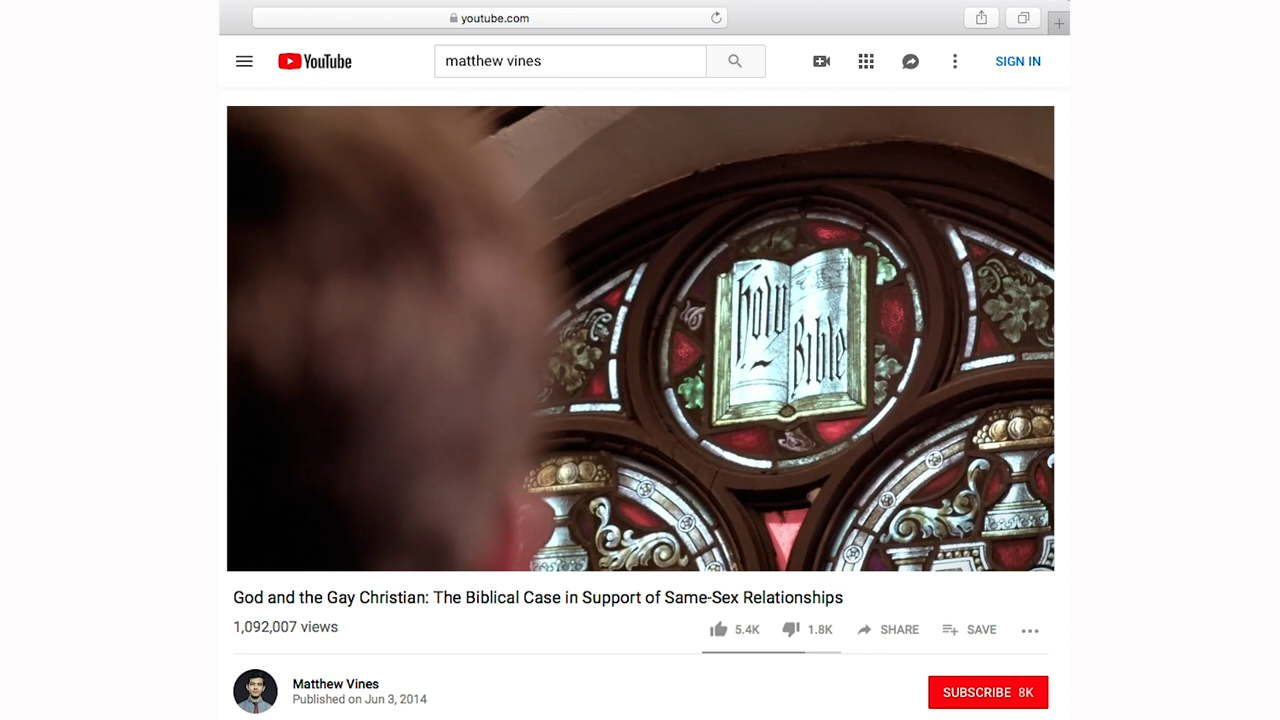 youtube.com
YouTube
matthew vines
SIGN IN
Holy Bible
God and the Gay Christian: The Biblical Case in Support of Same-Sex Relationships
1,092,007 views
5.4K
1.8K
SHARE
SAVE
Matthew Vines
Published on Jun 3, 2014
SUBSCRIBE 8K